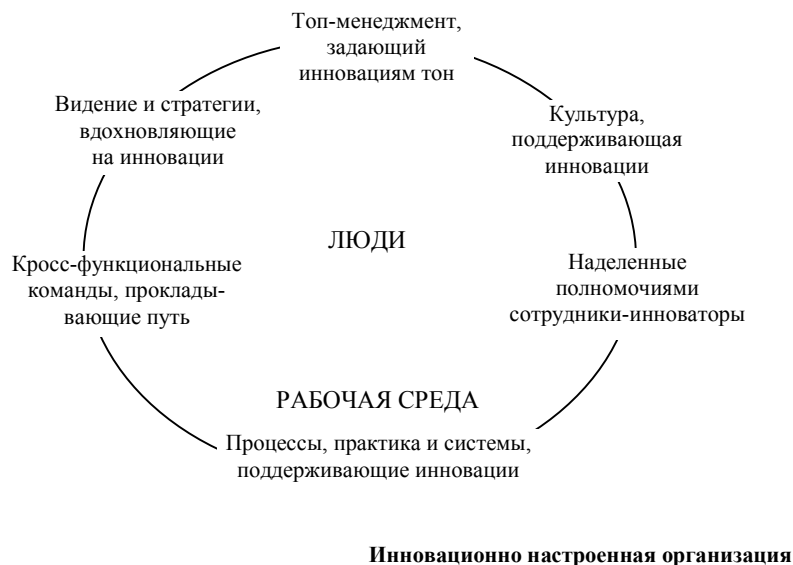 Топ-менеджмент,
задающий
инновациям тон
Видение и стратегии,
вдохновляющие
на инновации
Культура,
поддерживающая
инновации
ЛЮДИ
Кросс-функциональные
команды, проклады-
вающие путь
Наделенные
полномочиями
сотрудники-инноваторы
РАБОЧАЯ СРЕДА
Процессы, практика и системы,
поддерживающие инновации
Инновационно настроенная организация